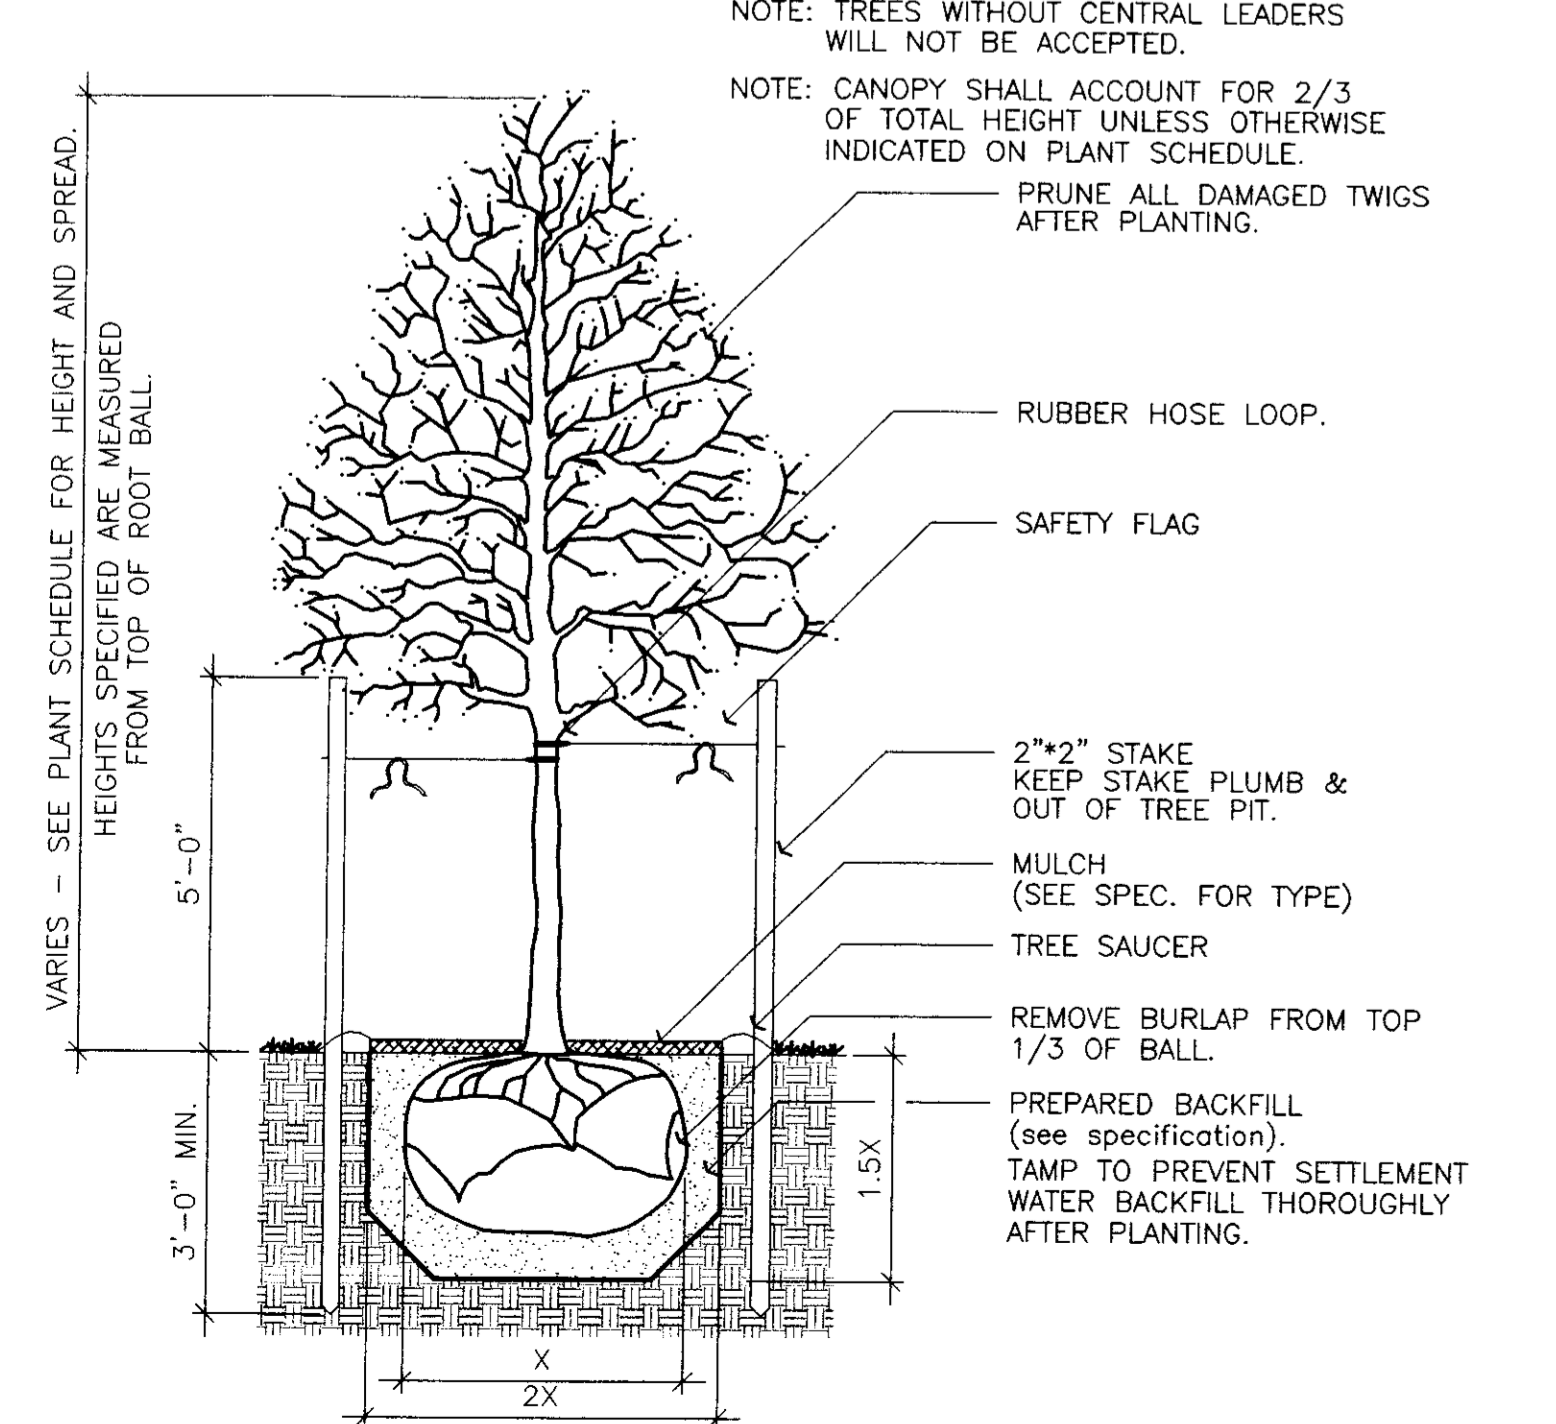 NOTE: TREES WITHOUT CENTRAL LEADERS
WILL NOT BE ACCEPTED.
NOTE: CANOPY SHALL ACCOUNT FOR 2/3
OF TOTAL HEIGHT UNLESS OTHERWISE
INDICATED ON PLANT SCHEDULE.
PRUNE ALL DAMAGED TWIGS
AFTER PLANTING.
RUBBER HOSE LOOP.
SAFETY FLAG
2"*2" STAKE
KEEP STAKE PLUMB &
OUT OF TREE PIT.
MULCH
(SEE SPEC. FOR TYPE)
TREE SAUCER
REMOVE BURLAP FROM TOP
1/3 OF BALL.
PREPARED BACKFILL
(see specification).
TAMP TO PREVENT SETTLEMENT
WATER BACKFILL THOROUGHLY
AFTER PLANTING.
VARIES – SEE PLANT SCHEDULE FOR HEIGHT AND SPREAD.
HEIGHTS SPECIFIED ARE MEASURED
FROM TOP OF ROOT BALL.
5'–0"
3'–0" MIN.
1.5X
X
2X